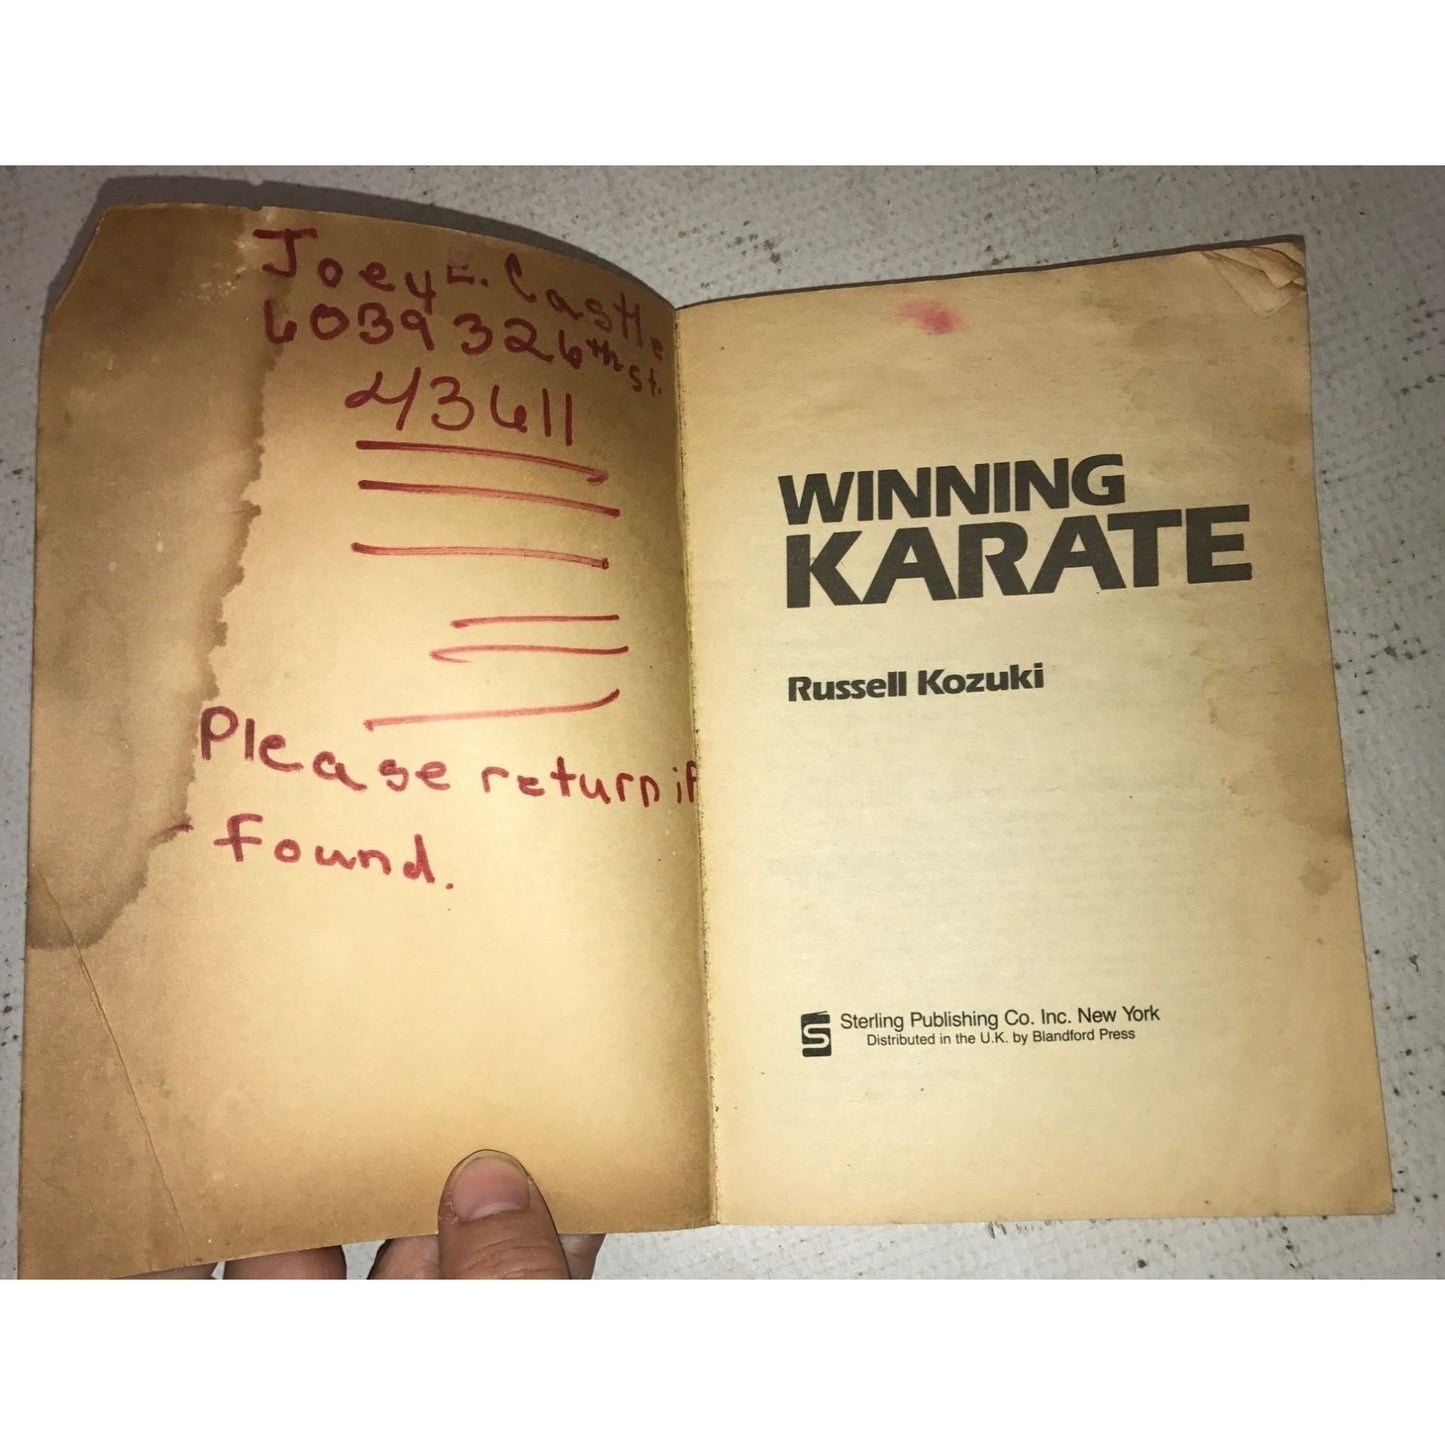 Joey E. Castle
6039 326th St.
43611
Please return if
found.
WINNING
KARATE
Russell Kozuki
S
Sterling Publishing Co. Inc. New York
Distributed in the U.K. by Blandford Press